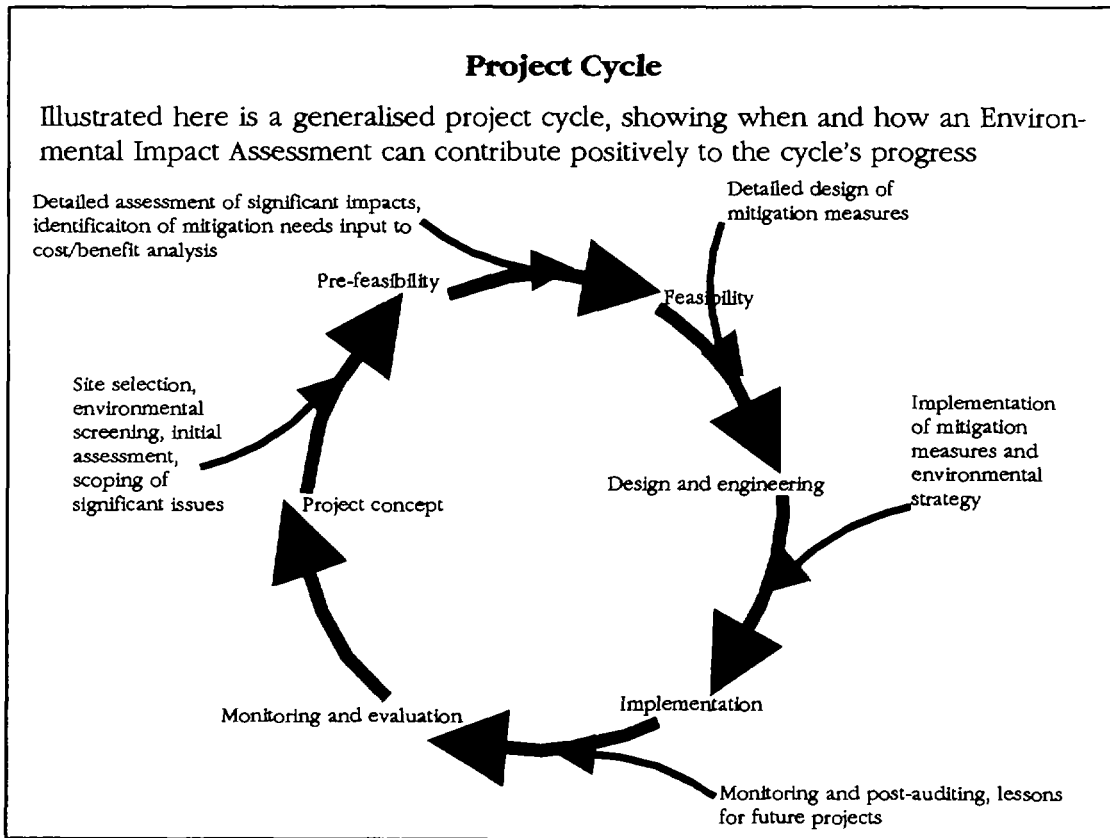 Project Cycle
Illustrated here is a generalised project cycle, showing when and how an Environ-
mental Impact Assessment can contribute positively to the cycle's progress
Detailed assessment of significant impacts,
identificaiton of mitigation needs input to
cost/benefit analysis
Detailed design of
mitigation measures
Pre-feasibility
Feasibility
Site selection,
environmental
screening, initial
assessment,
scoping of
significant issues
Implementation
of mitigation
measures and
environmental
strategy
Design and engineering
Project concept
Implementation
Monitoring and evaluation
Monitoring and post-auditing, lessons
for future projects